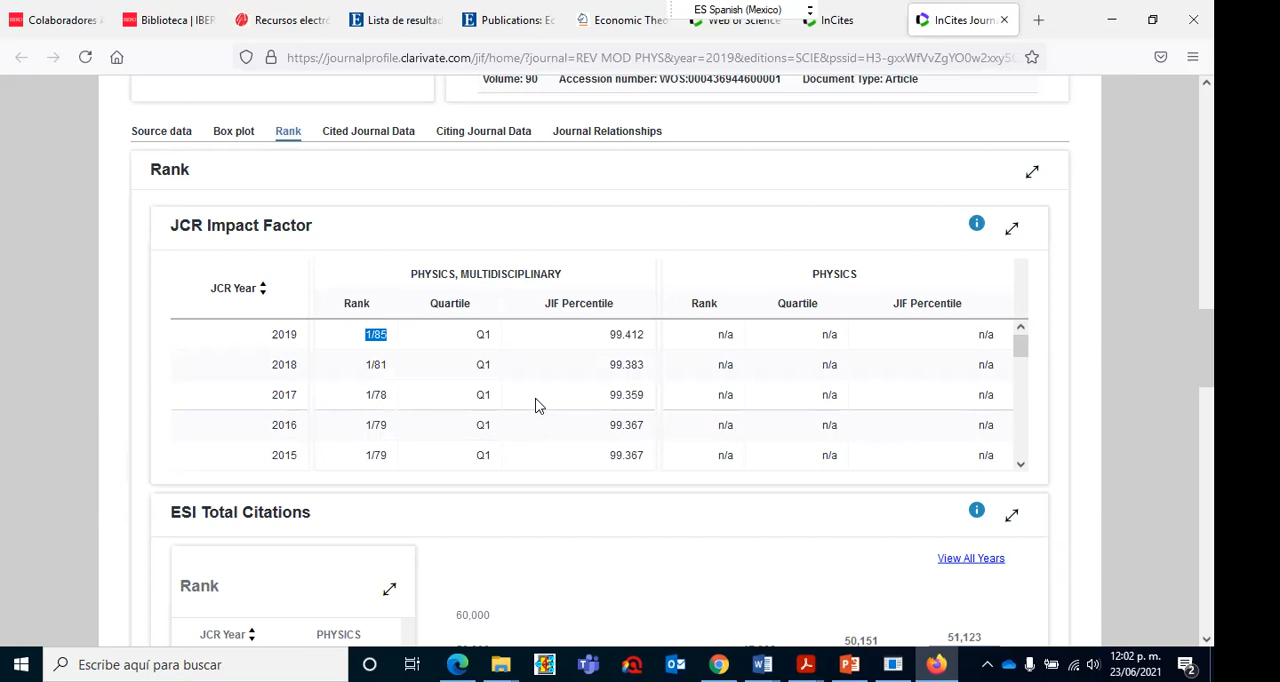 ES Spanish (Mexico)
Colaboradores
Biblioteca | IBER
Recursos electró
Lista de resultad
Publications: Ec
Economic Theo
Web of Science
InCites
InCites Journ
https://journalprofile.clarivate.com/jif/home/?journal=REV MOD PHYS&year=2019&editions=SCIE&pssid=H3-gxxWfVvZgYO0w2xxy5C
Volume: 90 Accession number: WOS:000436944600001 Document Type: Article
Source data Box plot Rank Cited Journal Data Citing Journal Data Journal Relationships
Rank
JCR Impact Factor
PHYSICS, MULTIDISCIPLINARY PHYSICS
JCR Year
Rank Quartile JIF Percentile Rank Quartile JIF Percentile
2019 1/85 Q1 99.412 n/a n/a n/a
2018 1/81 Q1 99.383 n/a n/a n/a
2017 1/78 Q1 99.359 n/a n/a n/a
2016 1/79 Q1 99.367 n/a n/a n/a
2015 1/79 Q1 99.367 n/a n/a n/a
ESI Total Citations
View All Years
Rank
60,000
JCR Year PHYSICS
50,151 51,123
Escribe aquí para buscar
12:02 p. m.
23/06/2021
2